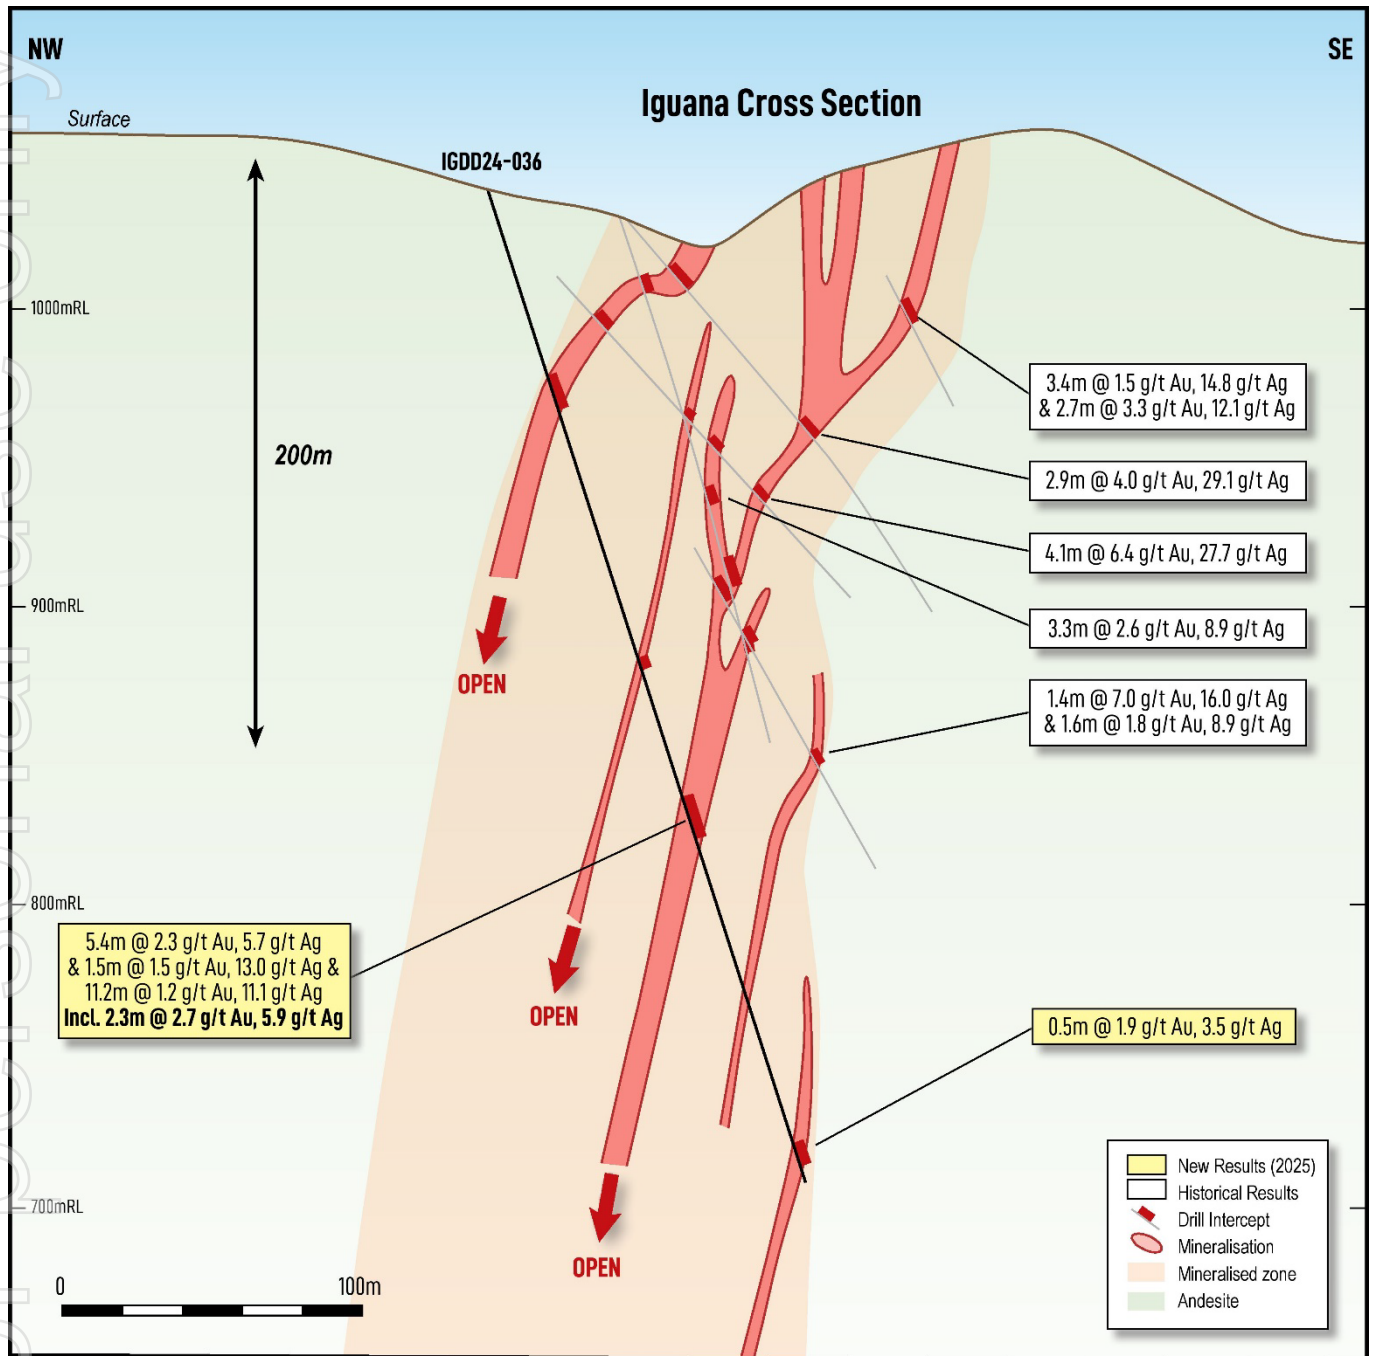 NW
SE
Iguana Cross Section
Surface
IGDD24-036
1000mRL
200m
3.4m @ 1.5 g/t Au, 14.8 g/t Ag
& 2.7m @ 3.3 g/t Au, 12.1 g/t Ag
2.9m @ 4.0 g/t Au, 29.1 g/t Ag
4.1m @ 6.4 g/t Au, 27.7 g/t Ag
900mRL
3.3m @ 2.6 g/t Au, 8.9 g/t Ag
OPEN
1.4m @ 7.0 g/t Au, 16.0 g/t Ag
& 1.6m @ 1.8 g/t Au, 8.9 g/t Ag
800mRL
5.4m @ 2.3 g/t Au, 5.7 g/t Ag
& 1.5m @ 1.5 g/t Au, 13.0 g/t Ag &
11.2m @ 1.2 g/t Au, 11.1 g/t Ag
Incl. 2.3m @ 2.7 g/t Au, 5.9 g/t Ag
OPEN
0.5m @ 1.9 g/t Au, 3.5 g/t Ag
700mRL
OPEN
0 100m
New Results (2025)
Historical Results
Drill Intercept
Mineralisation
Mineralised zone
Andesite